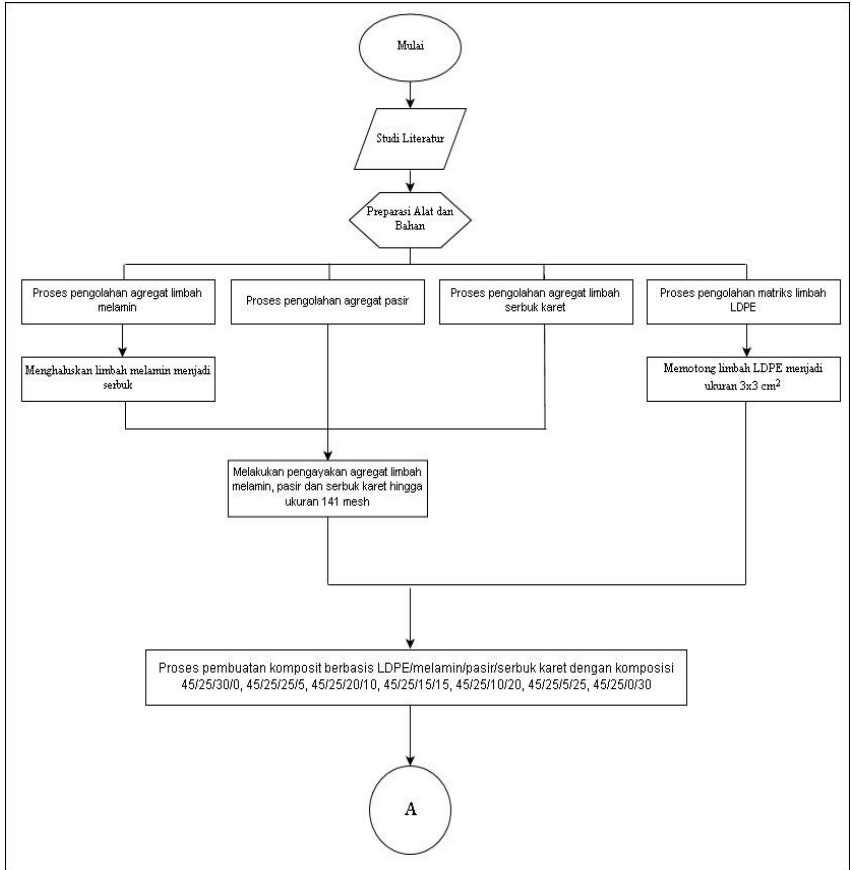 Mulai
Studi Literatur
Preparasi Alat dan
Bahan
Proses pengolahan agregat limbah
melamin
Proses pengolahan agregat pasir
Proses pengolahan agregat limbah
serbuk karet
Proses pengolahan matriks limbah
LDPE
Menghaluskan limbah melamin menjadi
serbuk
Memotong limbah LDPE menjadi
ukuran 3x3 cm²
Melakukan pengayakan agregat limbah
melamin, pasir dan serbuk karet hingga
ukuran 141 mesh
Proses pembuatan komposit berbasis LDPE/melamin/pasir/serbuk karet dengan komposisi
45/25/30/0, 45/25/25/5, 45/25/20/10, 45/25/15/15, 45/25/10/20, 45/25/5/25, 45/25/0/30
A